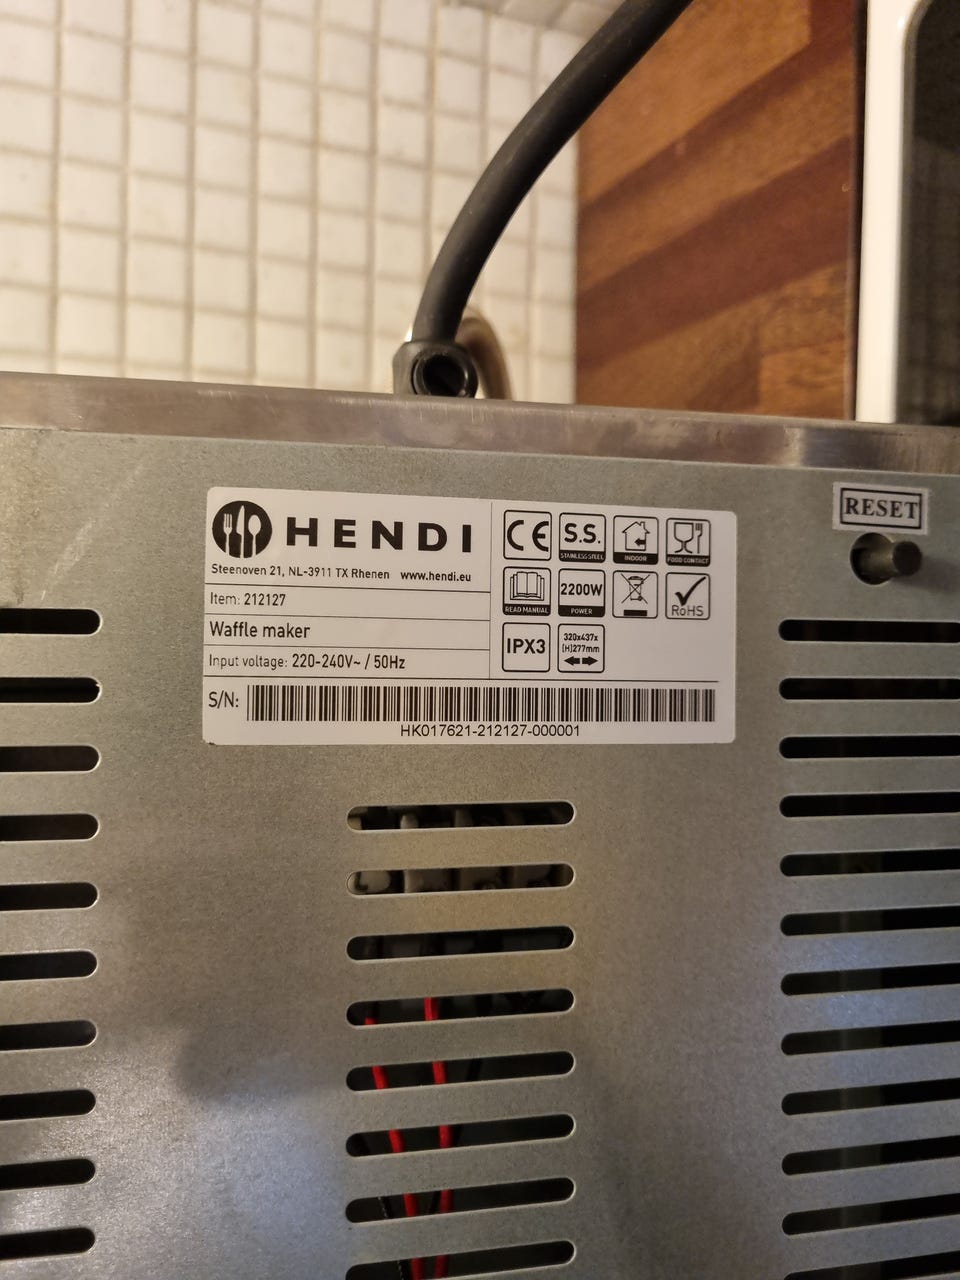 HENDI
Steenoven 21, NL-3911 TX Rhenen www.hendi.eu
Item: 212127
Waffle maker
Input voltage: 220-240V~ / 50Hz
CE
S.S.
STAINLESS STEEL
INDOOR
FOOD CONTACT
READ MANUAL
2200W
POWER
RoHS
IPX3
320x437x
(H)277mm
S/N:
HK017621-212127-000001
RESET